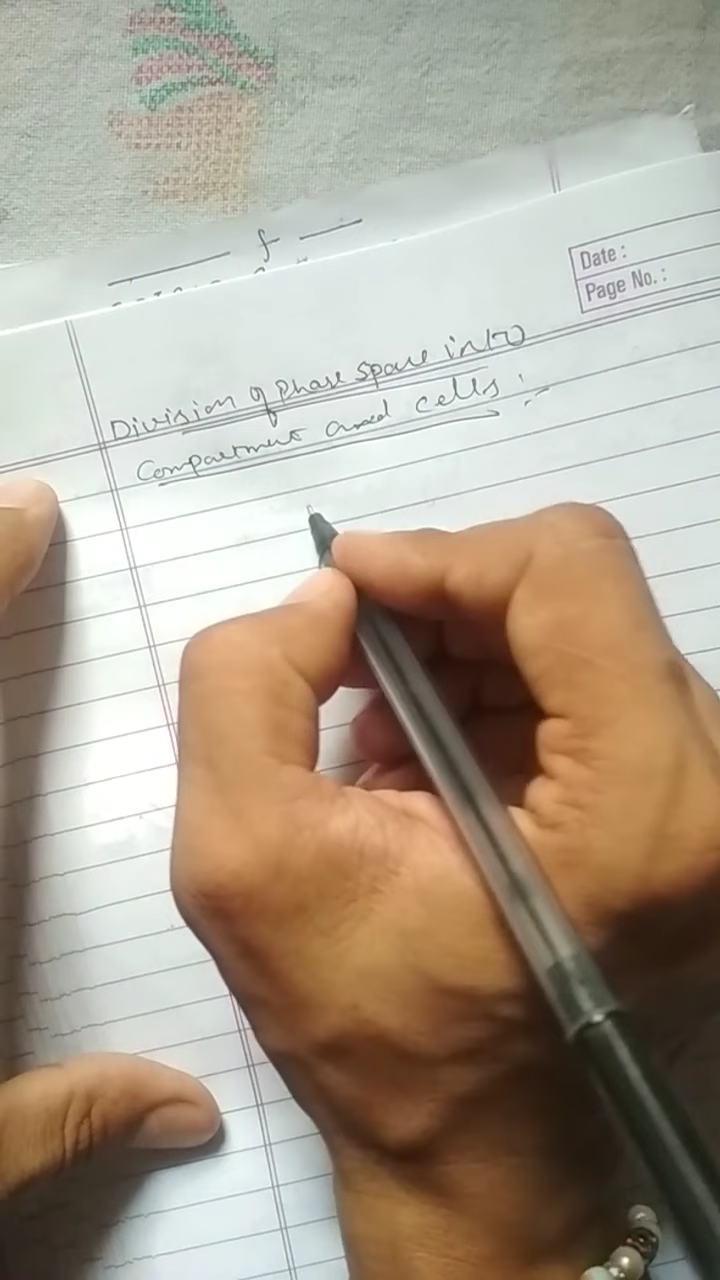 f
Date :
Page No. :
Division of Phase Space into
Compartment and cells :-